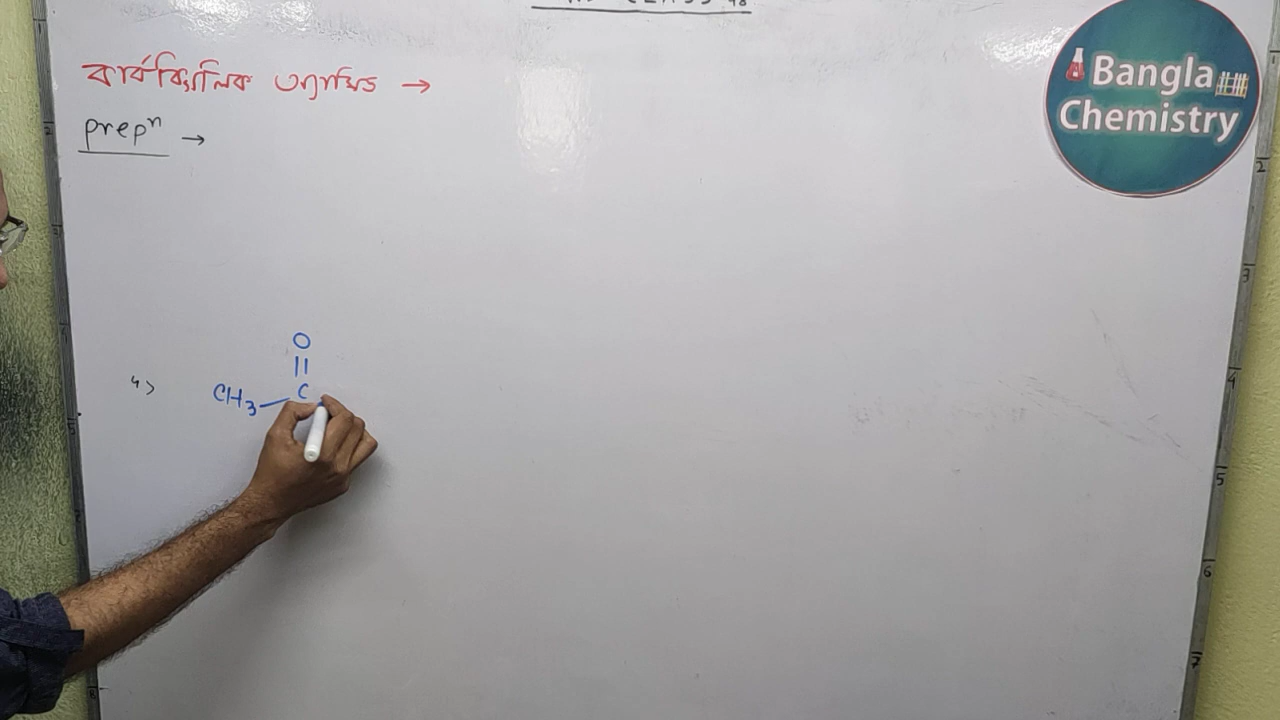 কার্বক্সিলিক অ্যাসিড →
prepⁿ →
Bangla
Chemistry
4>
O
||
CH₃ — C